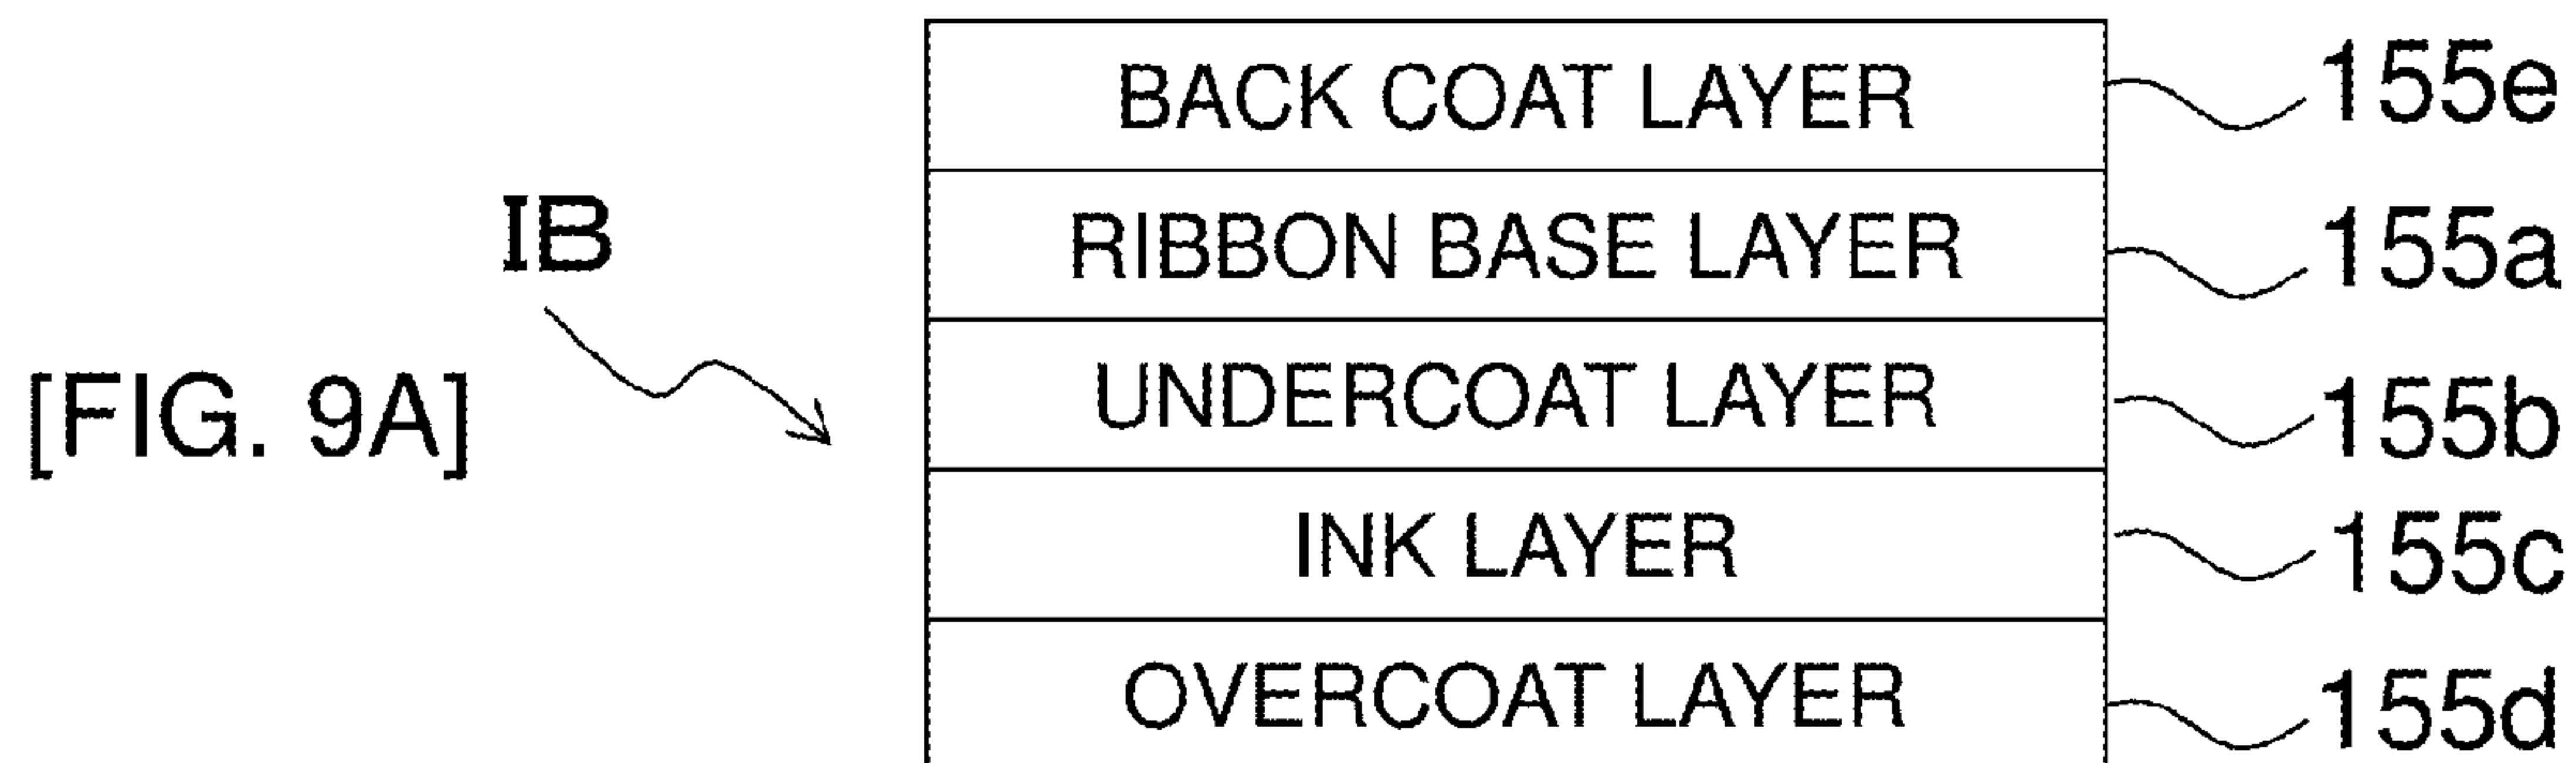 BACK COAT LAYER 155e
IB
RIBBON BASE LAYER 155a
[FIG. 9A]
UNDERCOAT LAYER 155b
INK LAYER 155c
OVERCOAT LAYER 155d